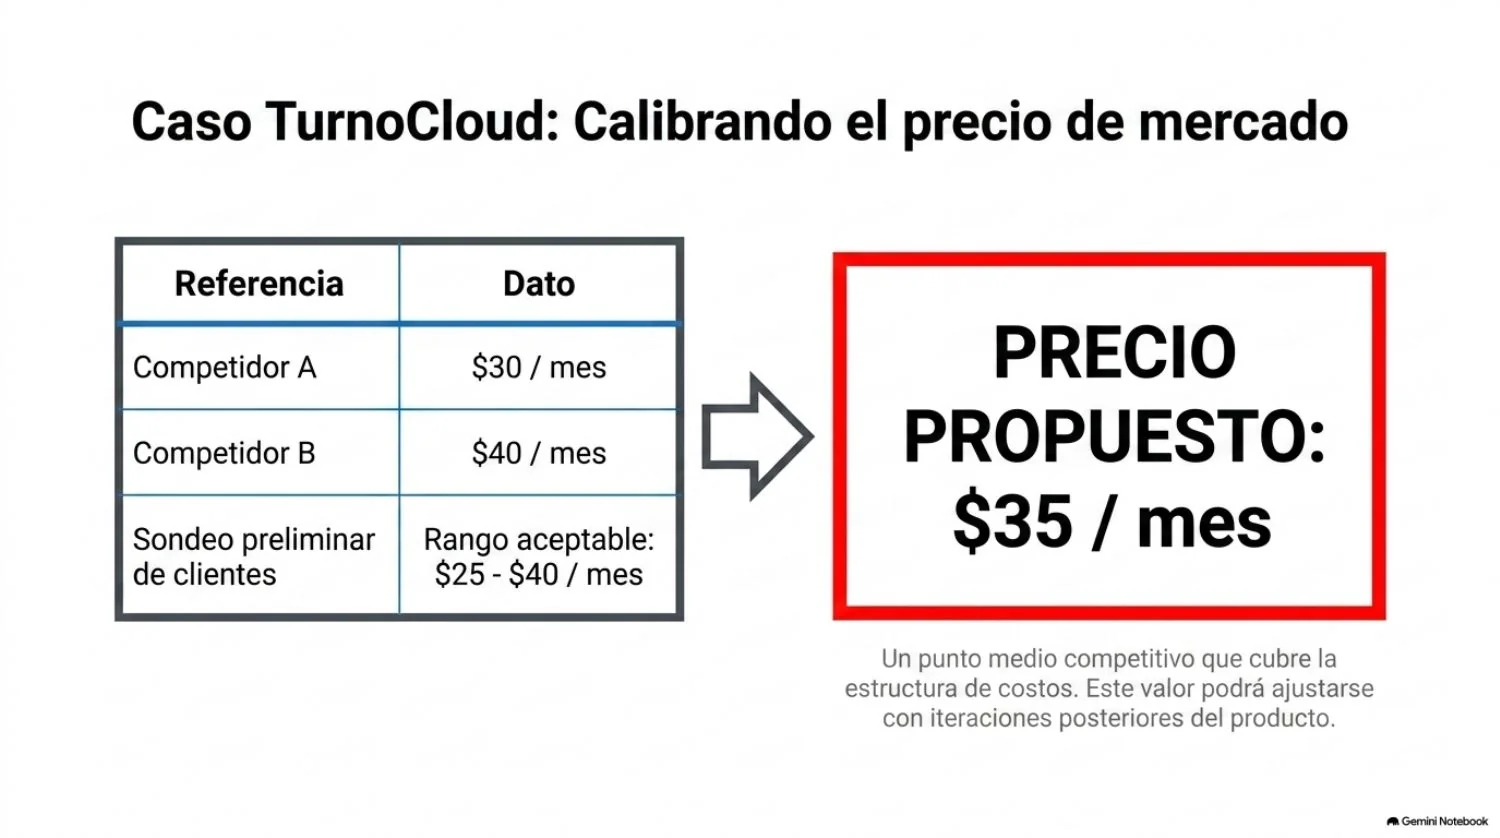 Caso TurnoCloud: Calibrando el precio de mercado
Referencia
Dato
Competidor A
$30 / mes
Competidor B
$40 / mes
Sondeo preliminar
de clientes
Rango aceptable:
$25 - $40 / mes
PRECIO
PROPUESTO:
$35 / mes
Un punto medio competitivo que cubre la
estructura de costos. Este valor podrá ajustarse
con iteraciones posteriores del producto.
Gemini Notebook